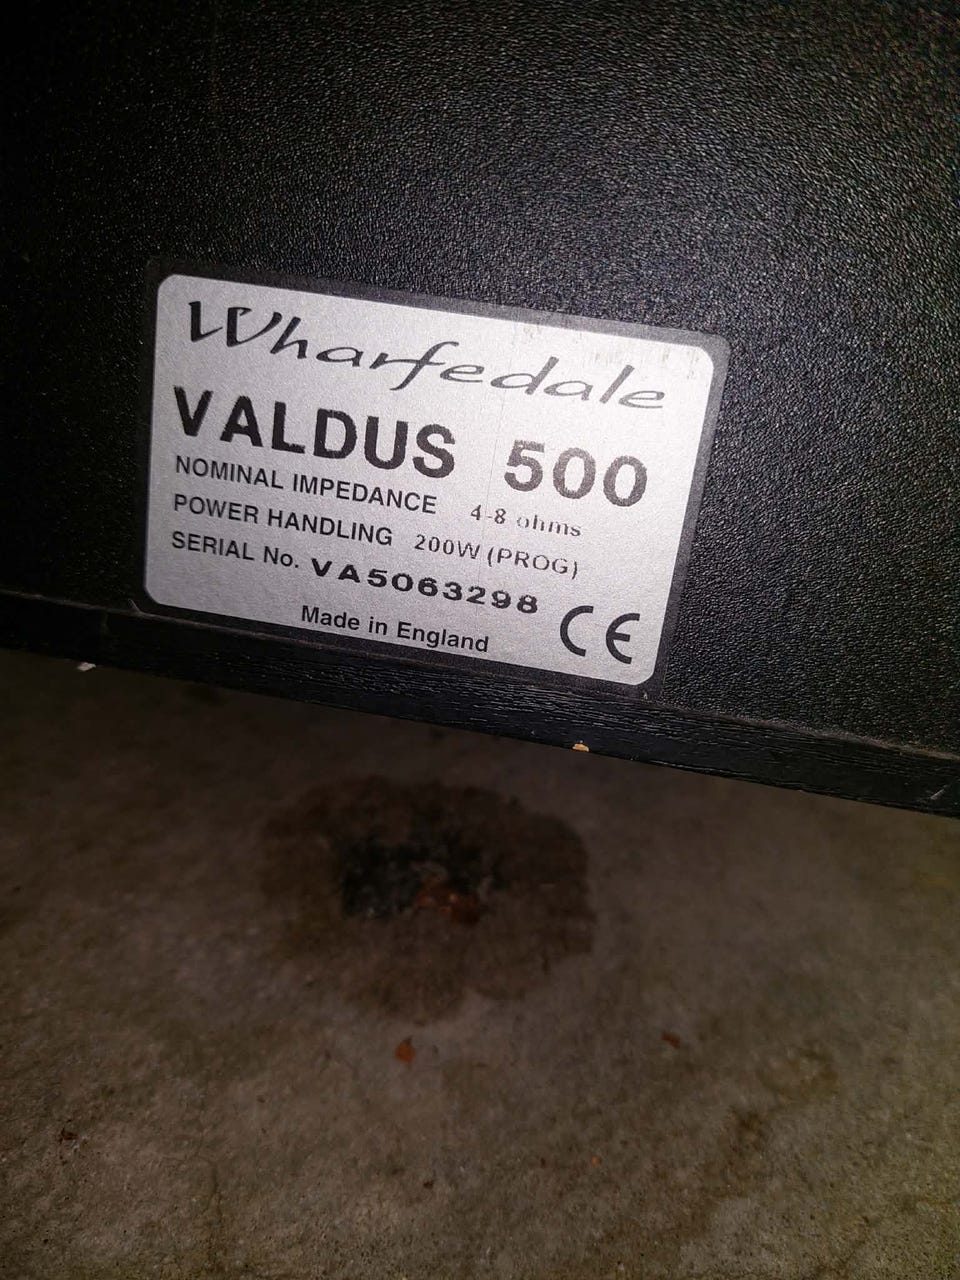 Wharfedale
VALDUS 500
NOMINAL IMPEDANCE 4-8 ohms
POWER HANDLING 200W (PROG)
SERIAL No. VA5063298
Made in England CE